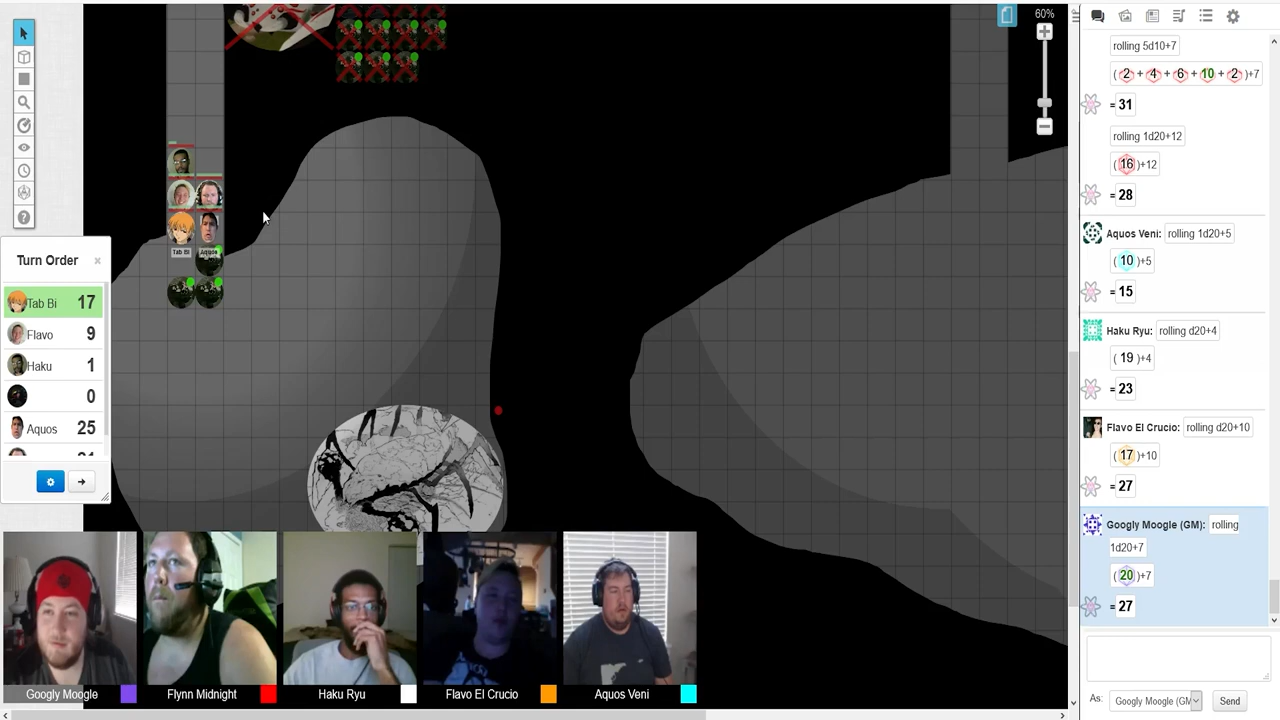 60%
rolling 5d10+7
(2+4+6+10+2)+7
=31
rolling 1d20+12
(16)+12
=28
Aquos Veni: rolling 1d20+5
(10)+5
=15
Haku Ryu: rolling d20+4
(19)+4
=23
Flavo El Crucio: rolling d20+10
(17)+10
=27
Googly Moogle (GM): rolling
1d20+7
(20)+7
=27
As: Googly Moogle (GM Send
Tab Bi Aquos
Turn Order ×
Tab Bi 17
Flavo 9
Haku 1
0
Aquos 25
Googly Moogle
Flynn Midnight
Haku Ryu
Flavo El Crucio
Aquos Veni